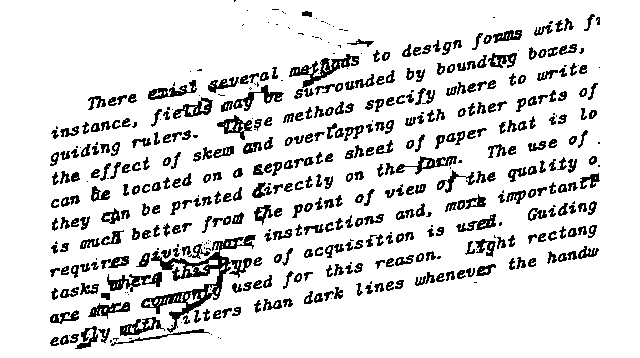 There exist several methods to design forms with
instance, fields may be surrounded by bounding boxes,
guiding rulers. These methods specify where to write
the effect of skew and overlapping with other parts of
can be located on a separate sheet of paper that is lo
they can be printed directly on the form. The use of
is much better from the point of view of the quality o
requires giving more instructions and, more importantl
tasks where this type of acquisition is used. Guiding
are more commonly used for this reason. Light rectang
easily with filters than dark lines whenever the handw